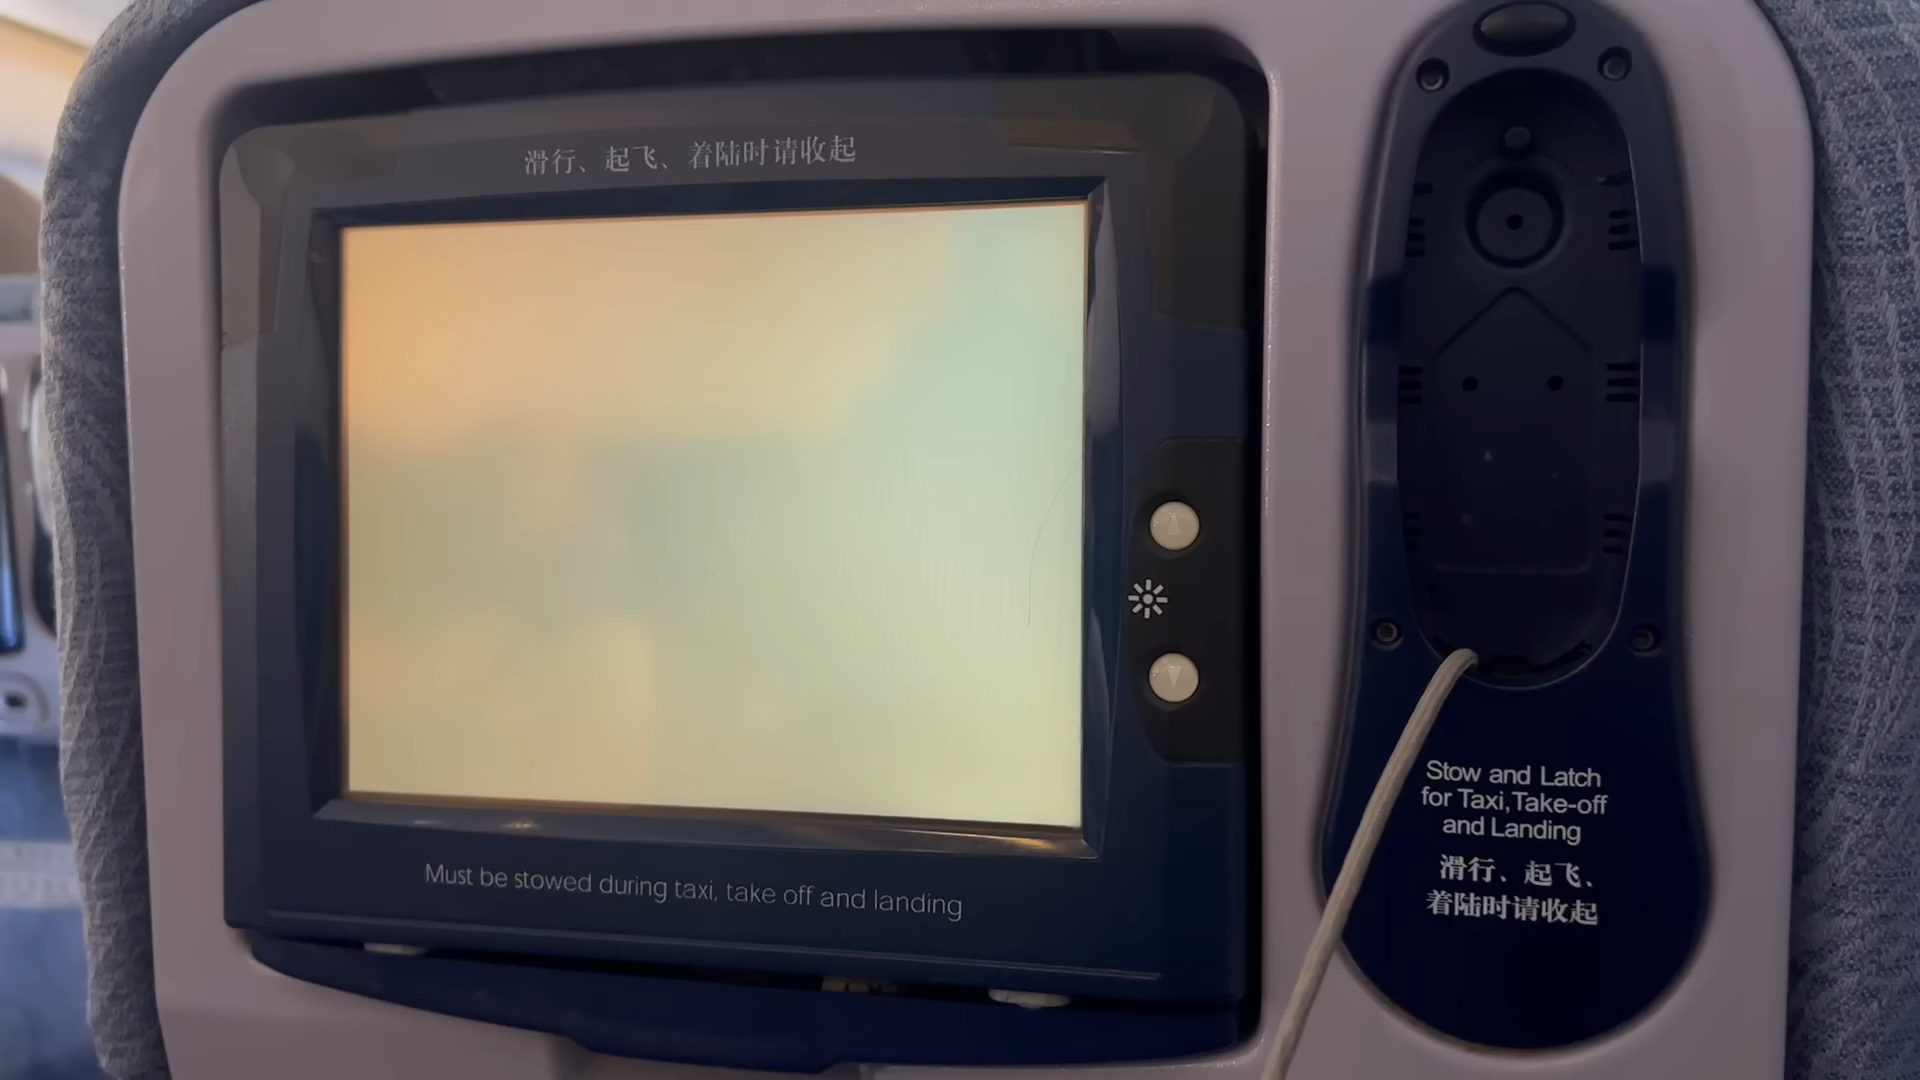 滑行、起飞、着陆时请收起
Must be stowed during taxi, take off and landing
Stow and Latch
for Taxi,Take-off
and Landing
滑行、起飞、
着陆时请收起